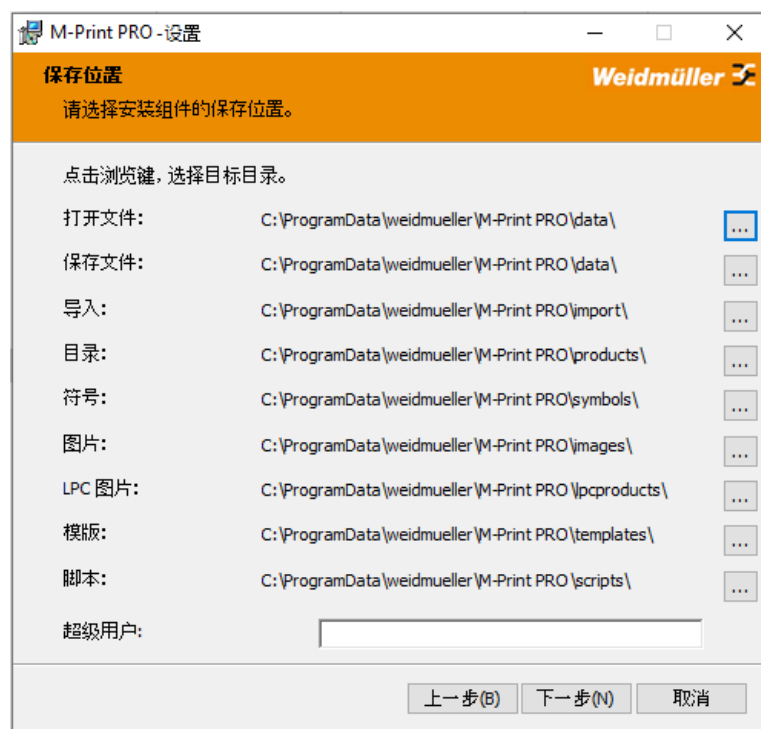 M-Print PRO -设置
保存位置
Weidmüller
请选择安装组件的保存位置。
点击浏览键，选择目标目录。
打开文件: C:\ProgramData\weidmueller\M-Print PRO\data\ ...
保存文件: C:\ProgramData\weidmueller\M-Print PRO\data\ ...
导入: C:\ProgramData\weidmueller\M-Print PRO\import\ ...
目录: C:\ProgramData\weidmueller\M-Print PRO\products\ ...
符号: C:\ProgramData\weidmueller\M-Print PRO\symbols\ ...
图片: C:\ProgramData\weidmueller\M-Print PRO\images\ ...
LPC 图片: C:\ProgramData\weidmueller\M-Print PRO\lpcproducts\ ...
模版: C:\ProgramData\weidmueller\M-Print PRO\templates\ ...
脚本: C:\ProgramData\weidmueller\M-Print PRO\scripts\ ...
超级用户:
上一步(B) 下一步(N) 取消